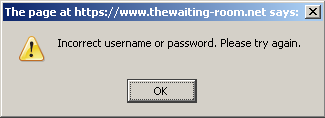 The page at https://www.thewaiting-room.net says:
Incorrect username or password. Please try again.
OK